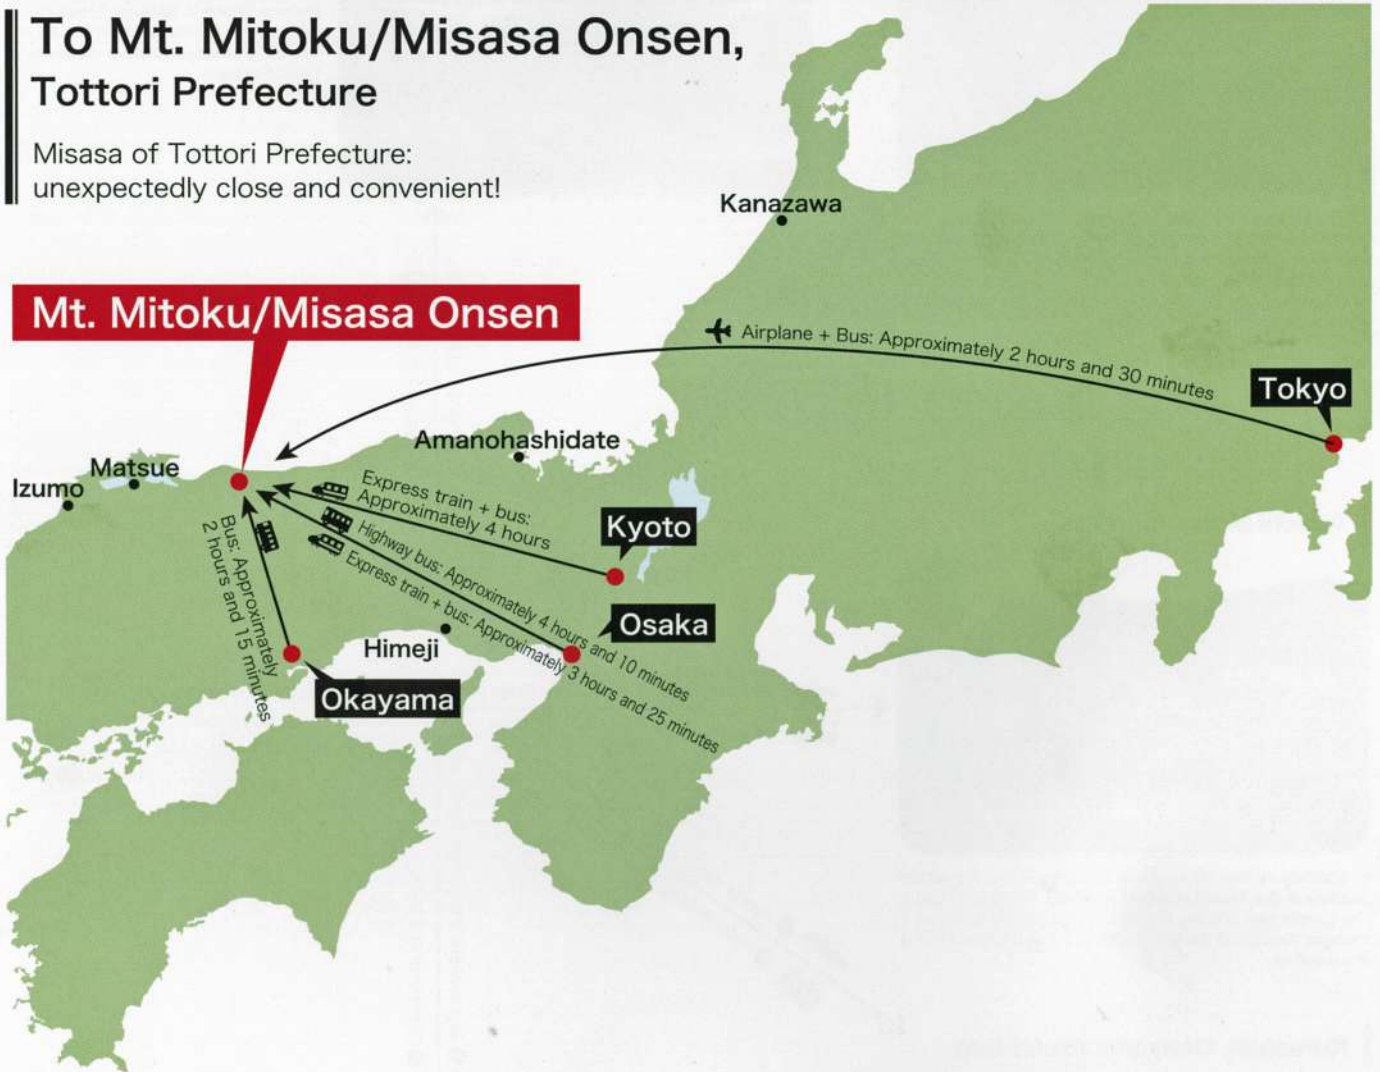 To Mt. Mitoku/Misasa Onsen,
Tottori Prefecture
Misasa of Tottori Prefecture:
unexpectedly close and convenient!
Kanazawa
Mt. Mitoku/Misasa Onsen
Airplane + Bus: Approximately 2 hours and 30 minutes
Tokyo
Amanohashidate
Matsue
Izumo
Express train + bus:
Approximately 4 hours
Kyoto
Highway bus: Approximately 4 hours and 10 minutes
Express train + bus: Approximately 3 hours and 25 minutes
Osaka
Bus: Approximately
2 hours and 15 minutes
Himeji
Okayama